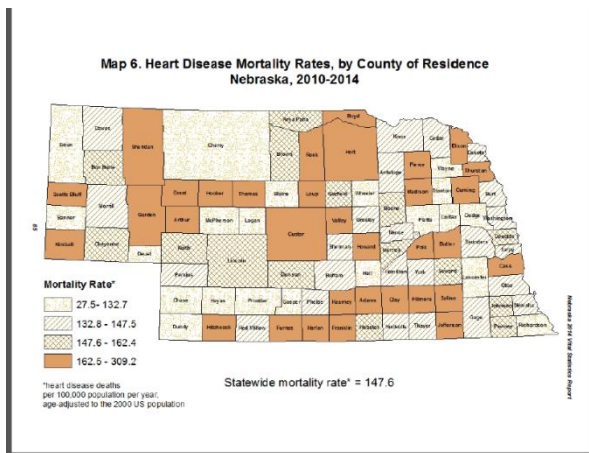 Map 6. Heart Disease Mortality Rates, by County of Residence
Nebraska, 2010-2014
Keya Paha Boyd
Dawes Knox Cedar
Sioux Sheridan Cherry Brown Rock Holt Dixon Dakota
Box Butte Antelope Pierce Wayne Thurston
Scotts Bluff Grant Hooker Thomas Blaine Loup Garfield Wheeler Madison Stanton Cuming Burt
Morrill Garden Boone
Banner Arthur McPherson Logan Custer Valley Greeley Platte Colfax Dodge Washington
Kimball Cheyenne Nance
Deuel Keith Lincoln Sherman Howard Merrick Polk Butler Saunders Douglas
Sarpy
Perkins Dawson Buffalo Hall Hamilton York Seward Lancaster Cass
Otoe
Chase Hayes Frontier Gosper Phelps Kearney Adams Clay Fillmore Saline
Gage Johnson Nemaha
Dundy Hitchcock Red Willow Furnas Harlan Franklin Webster Nuckolls Thayer Jefferson Pawnee Richardson
85
Mortality Rate*
27.5- 132.7
132.8 - 147.5
147.6 - 162.4
162.5 - 309.2
*heart disease deaths
per 100,000 population per year,
age-adjusted to the 2000 US population
Statewide mortality rate* = 147.6
Nebraska 2014 Vital Statistics Report